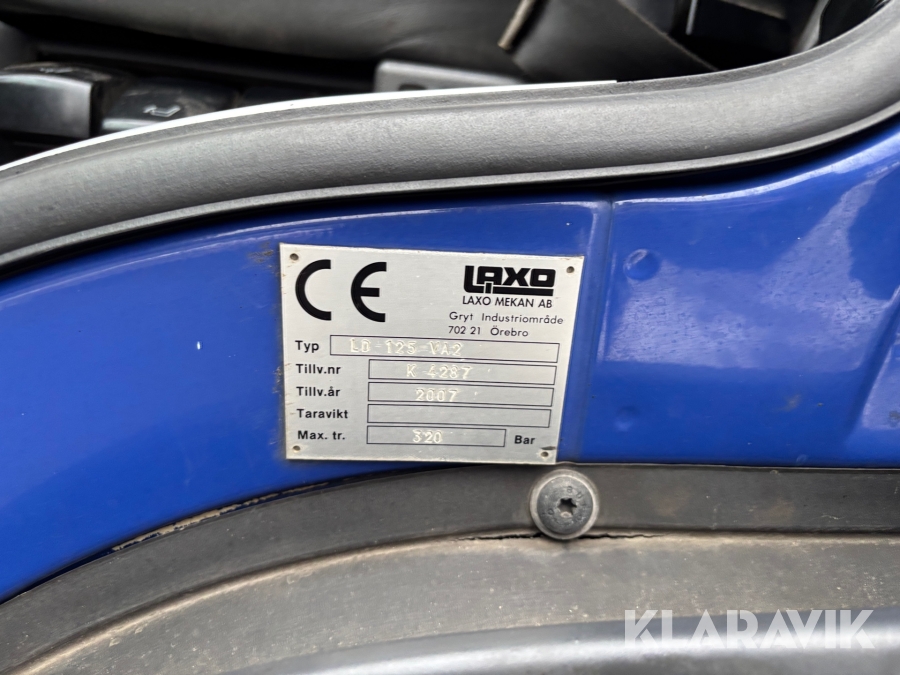 CE LAXO
LAXO MEKAN AB
Gryt Industriområde
702 21 Örebro
Typ LD 125 VA2
Tillv.nr K 4287
Tillv.år 2007
Taravikt
Max. tr. 320 Bar
KLARAVIK